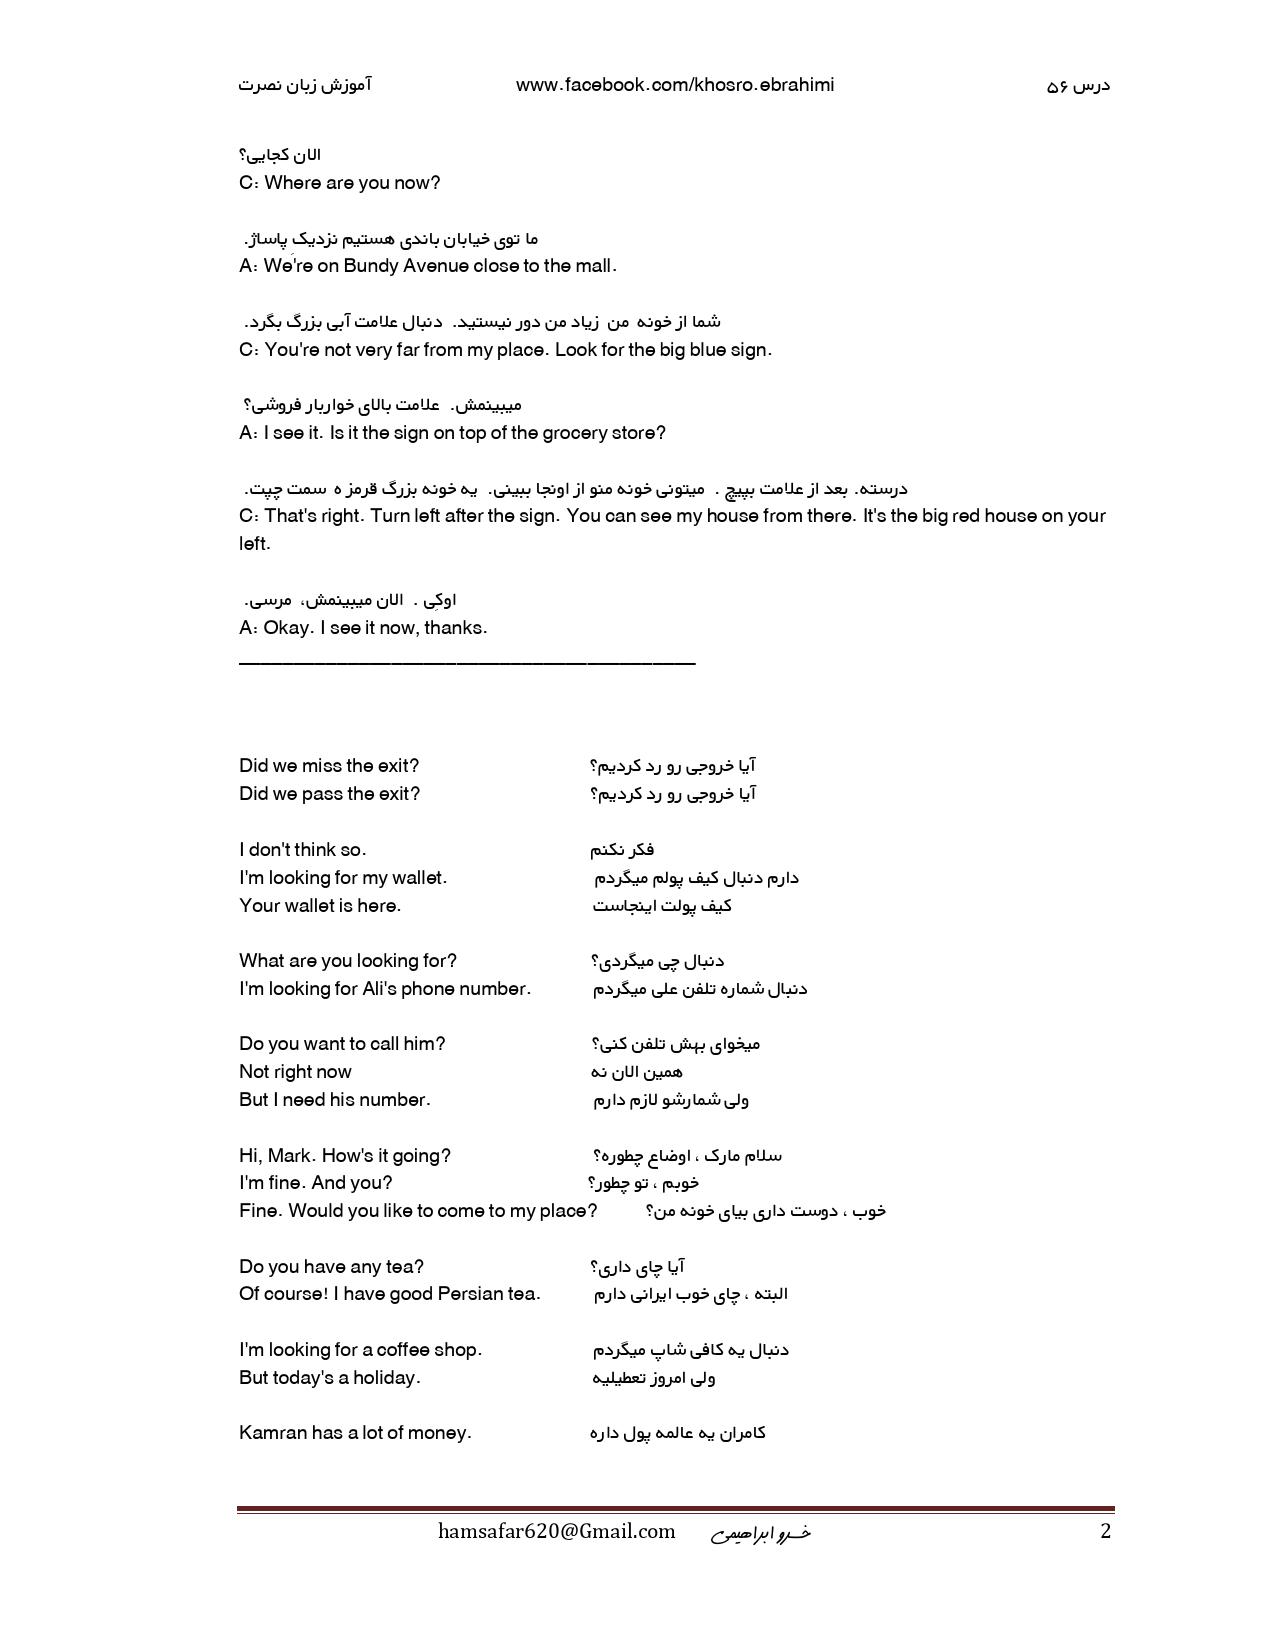 آموزش زبان نصرت www.facebook.com/khosro.ebrahimi درس ۵۶
الان کجایی؟
C: Where are you now?
ما توی خیابان باندی هستیم نزدیکِ پاساژ.
A: We're on Bundy Avenue close to the mall.
شما از خونه من زیاد من دور نیستید. دنبال علامت آبی بزرگ بگرد.
C: You're not very far from my place. Look for the big blue sign.
میبینمش. علامت بالای خواربار فروشی؟
A: I see it. Is it the sign on top of the grocery store?
درسته. بعد از علامت بپیچ . میتونی خونه منو از اونجا ببینی. یه خونه بزرگ قرمز ه سمت چپت.
C: That's right. Turn left after the sign. You can see my house from there. It's the big red house on your
left.
اوکِی . الان میبینمش، مرسی.
A: Okay. I see it now, thanks.
Did we miss the exit? آیا خروجی رو رد کردیم؟
Did we pass the exit? آیا خروجی رو رد کردیم؟
I don't think so. فکر نکنم
I'm looking for my wallet. دارم دنبال کیف پولم میگردم
Your wallet is here. کیف پولت اینجاست
What are you looking for? دنبال چی میگردی؟
I'm looking for Ali's phone number. دنبال شماره تلفن علی میگردم
Do you want to call him? میخوای بهش تلفن کنی؟
Not right now همین الان نه
But I need his number. ولی شمارشو لازم دارم
Hi, Mark. How's it going? سلام مارک ، اوضاع چطوره؟
I'm fine. And you? خوبم ، تو چطور؟
Fine. Would you like to come to my place? خوب ، دوست داری بیای خونه من؟
Do you have any tea? آیا چای داری؟
Of course! I have good Persian tea. البته ، چای خوب ایرانی دارم
I'm looking for a coffee shop. دنبال یه کافی شاپ میگردم
But today's a holiday. ولی امروز تعطیلیه
Kamran has a lot of money. کامران یه عالمه پول داره
hamsafar620@Gmail.com خسرو ابراهیمی 2